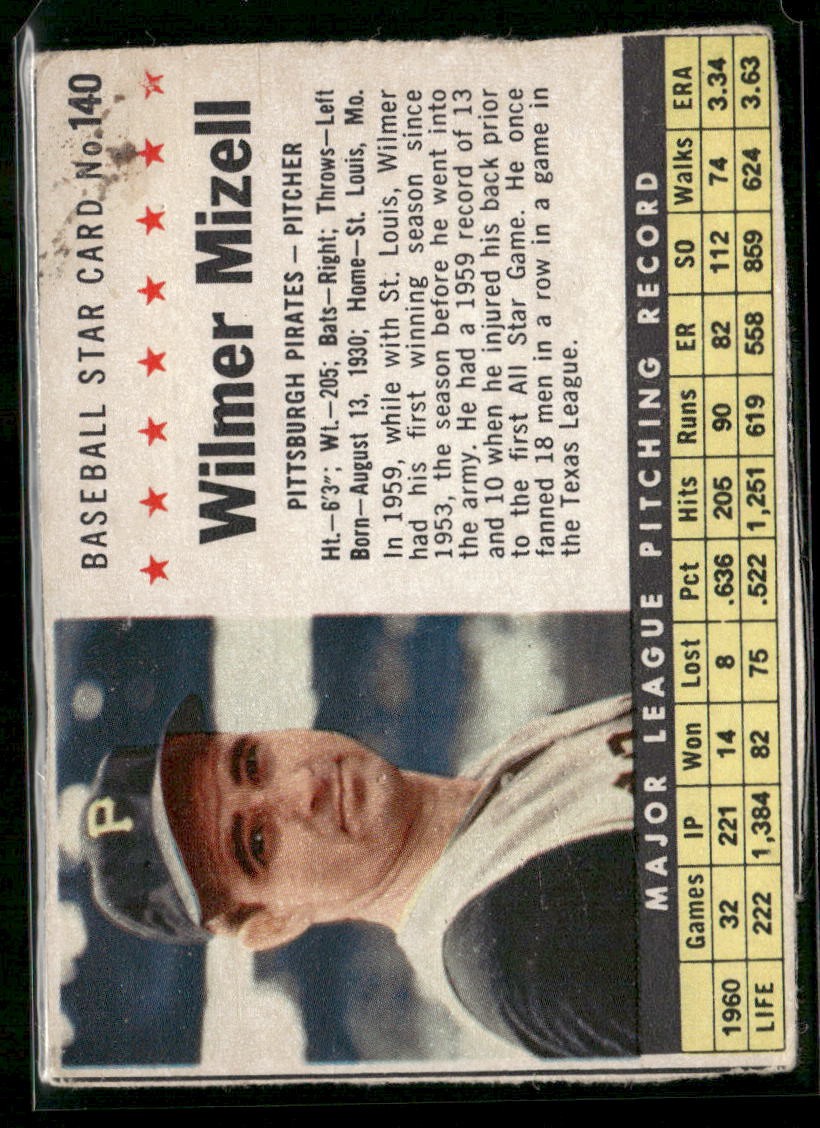 BASEBALL STAR CARD No.140
Wilmer Mizell
PITTSBURGH PIRATES – PITCHER
Ht.–6'3"; Wt.–205; Bats–Right; Throws–Left
Born–August 13, 1930; Home–St. Louis, Mo.
In 1959, while with St. Louis, Wilmer
had his first winning season since
1953, the season before he went into
the army. He had a 1959 record of 13
and 10 when he injured his back prior
to the first All Star Game. He once
fanned 18 men in a row in a game in
the Texas League.
P
MAJOR LEAGUE PITCHING RECORD
Games IP Won Lost Pct Hits Runs ER SO Walks ERA
1960 32 221 14 8 .636 205 90 82 112 74 3.34
LIFE 222 1,384 82 75 .522 1,251 619 558 859 624 3.63